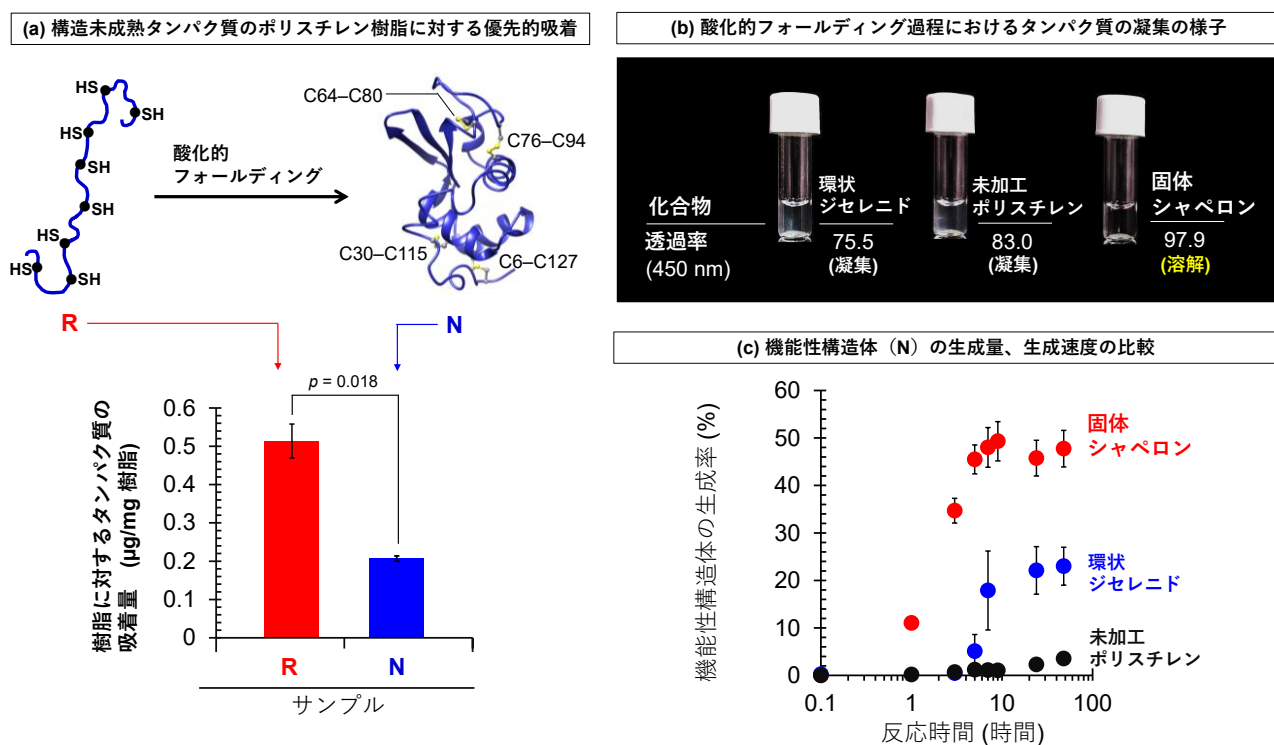 (a) 構造未成熟タンパク質のポリスチレン樹脂に対する優先的吸着
HS
SH
HS
SH
SH
HS
HS
SH
酸化的
フォールディング
C64–C80
C76–C94
C30–C115
C6–C127
R
N
p = 0.018
樹脂に対するタンパク質の
吸着量 (µg/mg 樹脂)
0.6
0.5
0.4
0.3
0.2
0.1
0
R
N
サンプル
(b) 酸化的フォールディング過程におけるタンパク質の凝集の様子
化合物
環状
ジセレニド
未加工
ポリスチレン
固体
シャペロン
透過率
(450 nm)
75.5
(凝集)
83.0
(凝集)
97.9
(溶解)
(c) 機能性構造体（N）の生成量、生成速度の比較
機能性構造体の生成率 (%)
60
50
40
30
20
10
0
0.1
1
10
100
反応時間 (時間)
固体
シャペロン
環状
ジセレニド
未加工
ポリスチレン